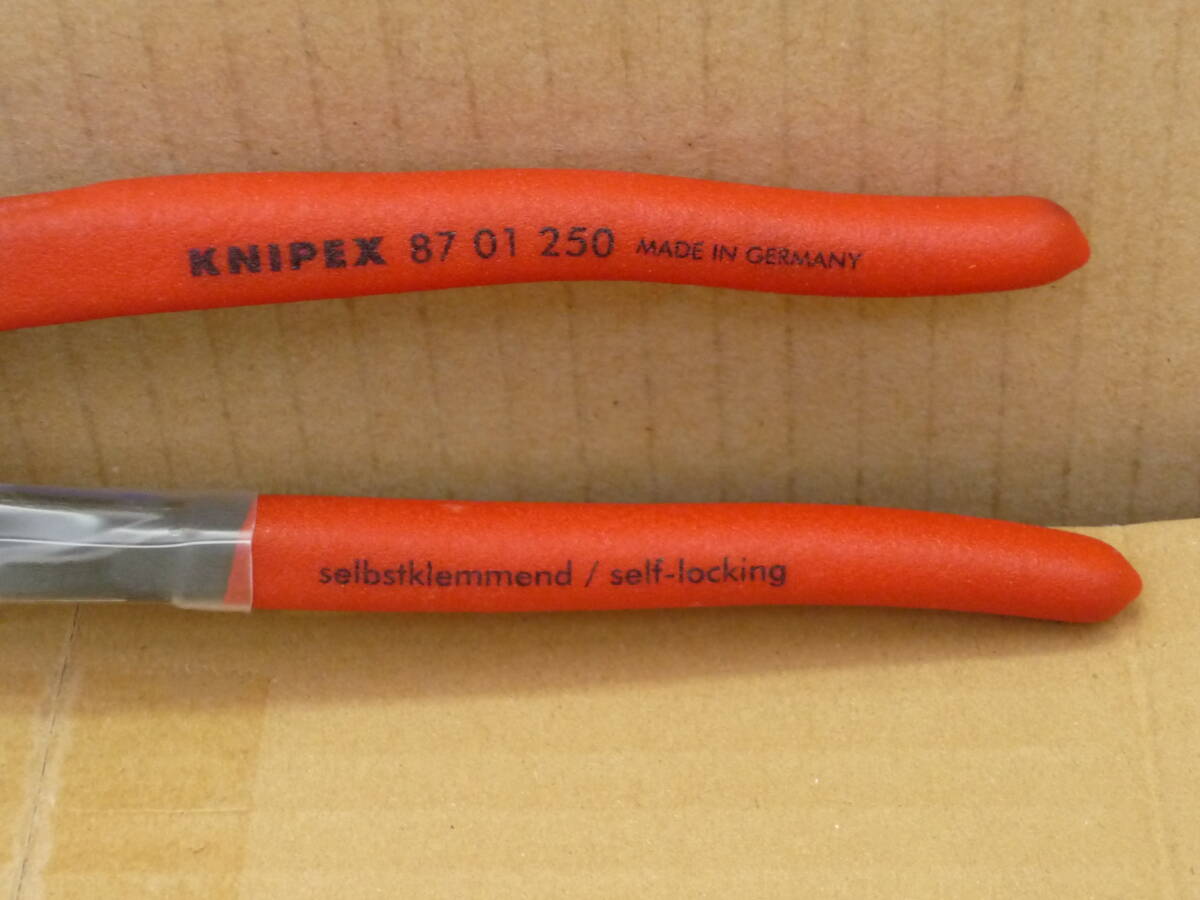 KNIPEX 87 01 250 MADE IN GERMANY
selbstklemmend / self-locking